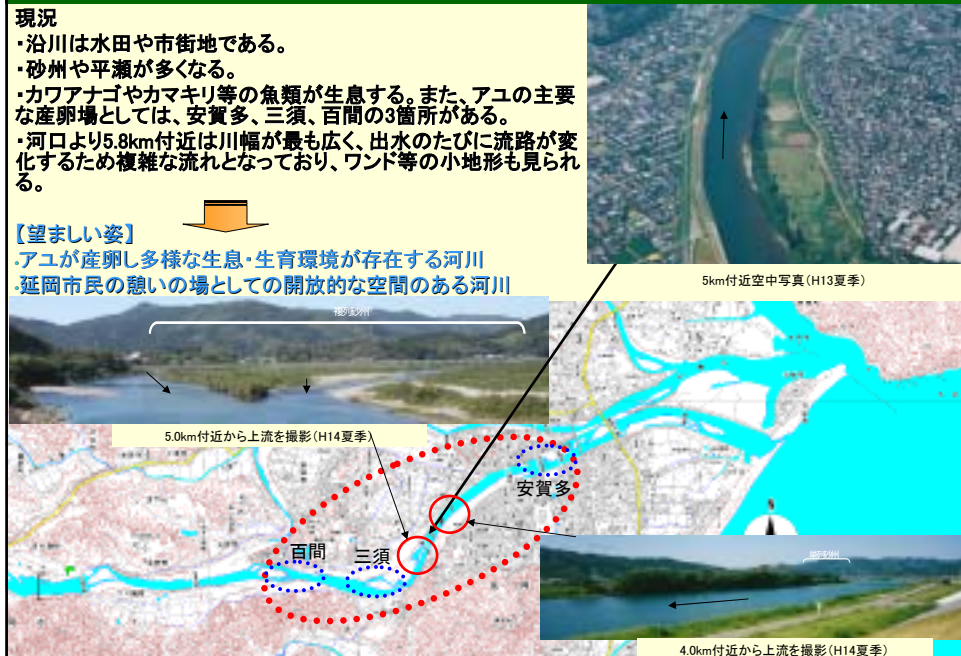 現況
・沿川は水田や市街地である。
・砂州や平瀬が多くなる。
・カワアナゴやカマキリ等の魚類が生息する。また、アユの主要
な産卵場としては、安賀多、三須、百間の3箇所がある。
・河口より5.8km付近は川幅が最も広く、出水のたびに流路が変
化するため複雑な流れとなっており、ワンド等の小地形も見られ
る。
【望ましい姿】
・アユが産卵し多様な生息・生育環境が存在する河川
・延岡市民の憩いの場としての開放的な空間のある河川
5km付近空中写真(H13夏季)
複列砂州
5.0km付近から上流を撮影(H14夏季)
安賀多
百間
三須
4.0km付近から上流を撮影(H14夏季)